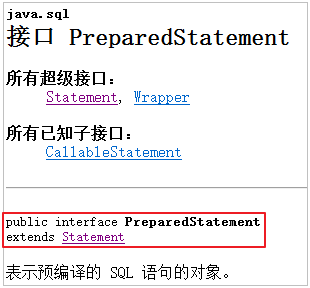 java.sql
接口 PreparedStatement
所有超级接口：
Statement, Wrapper
所有已知子接口：
CallableStatement
public interface PreparedStatement
extends Statement
表示预编译的 SQL 语句的对象。